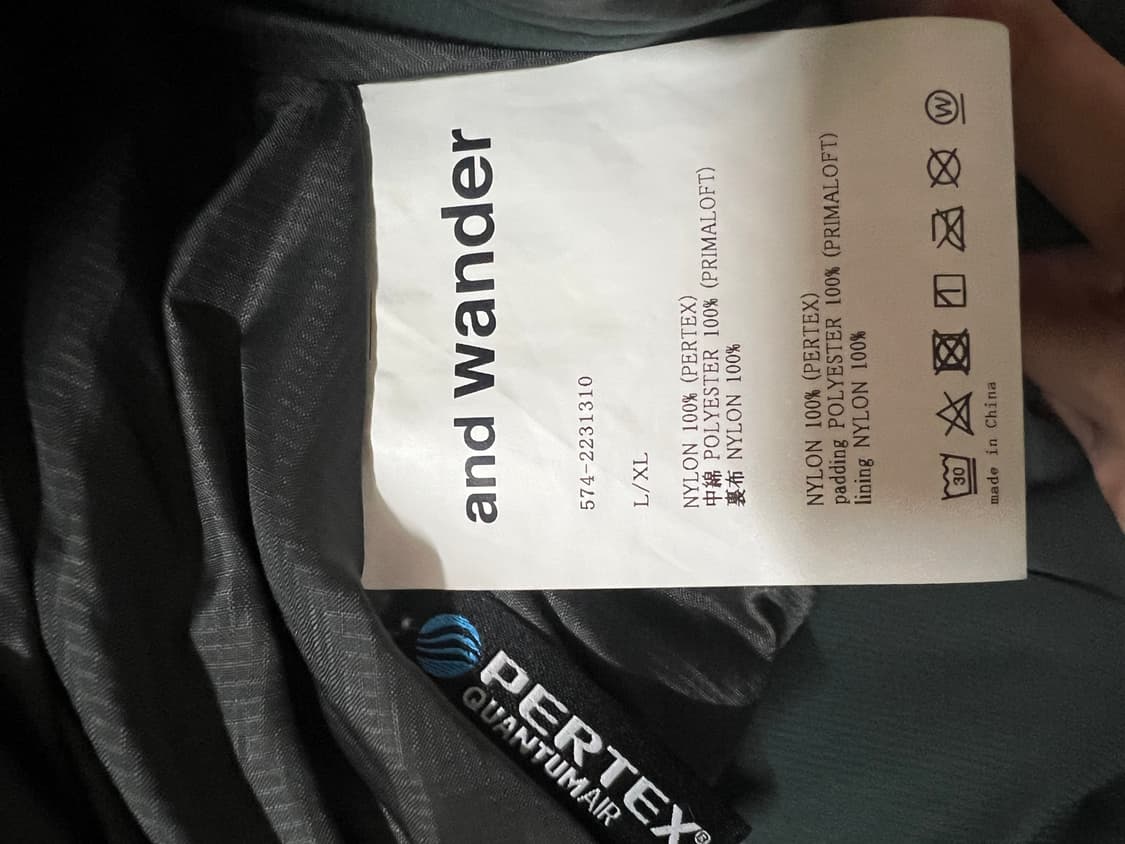 and wander
574-2231310
L/XL
NYLON 100% (PERTEX)
中綿 POLYESTER 100% (PRIMALOFT)
裏布 NYLON 100%
NYLON 100% (PERTEX)
padding POLYESTER 100% (PRIMALOFT)
lining NYLON 100%
30
W
made in China
PERTEX®
QUANTUMAIR